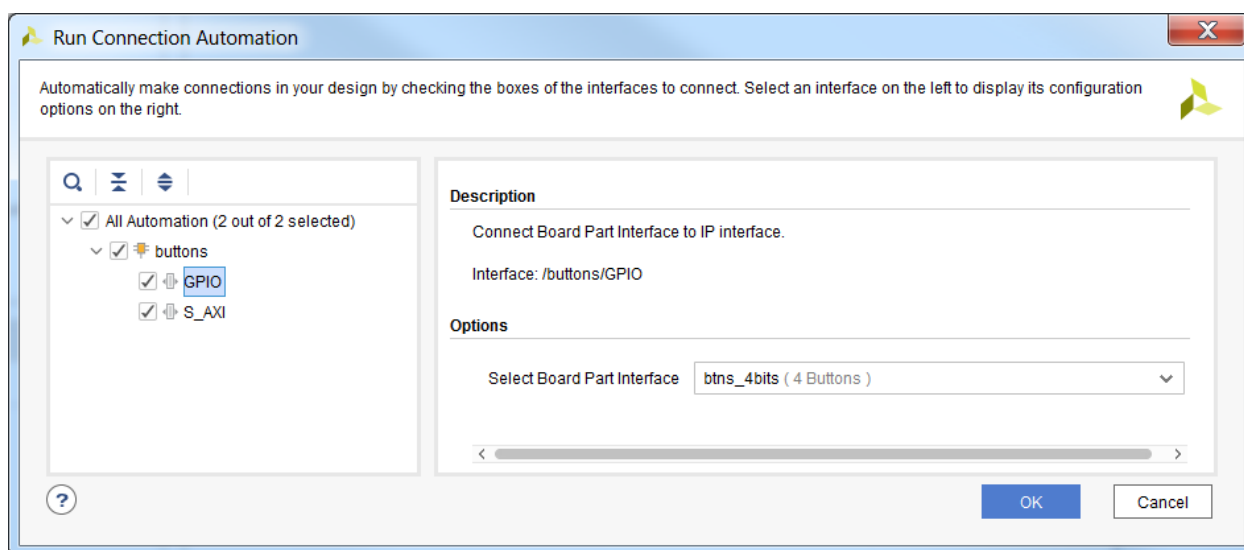 Run Connection Automation
X
Automatically make connections in your design by checking the boxes of the interfaces to connect. Select an interface on the left to display its configuration
options on the right.
All Automation (2 out of 2 selected)
buttons
GPIO
S_AXI
Description
Connect Board Part Interface to IP interface.
Interface: /buttons/GPIO
Options
Select Board Part Interface btns_4bits ( 4 Buttons )
? OK Cancel